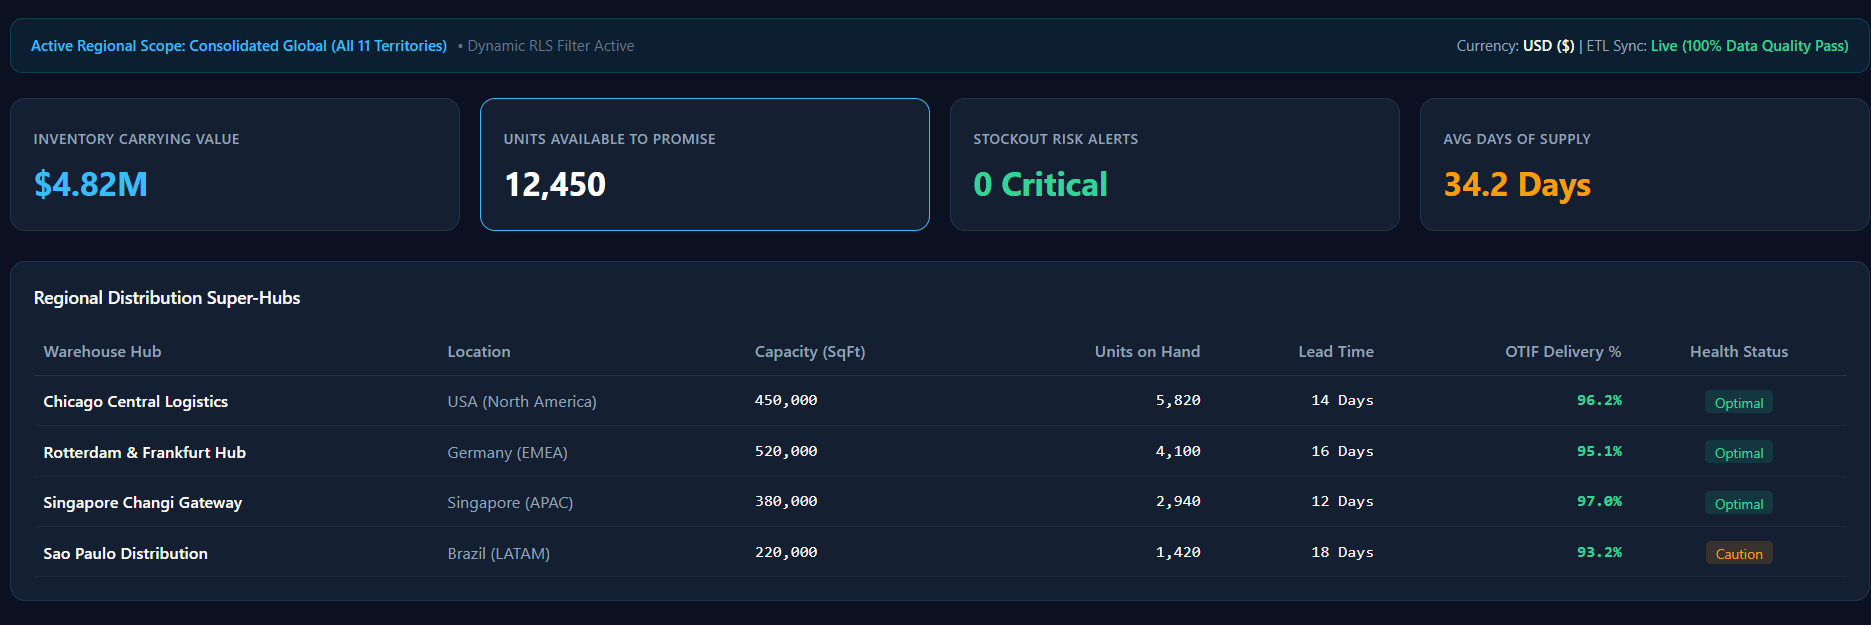 Active Regional Scope: Consolidated Global (All 11 Territories) • Dynamic RLS Filter Active Currency: USD ($) | ETL Sync: Live (100% Data Quality Pass)
INVENTORY CARRYING VALUE
$4.82M
UNITS AVAILABLE TO PROMISE
12,450
STOCKOUT RISK ALERTS
0 Critical
AVG DAYS OF SUPPLY
34.2 Days
Regional Distribution Super-Hubs
Warehouse Hub Location Capacity (SqFt) Units on Hand Lead Time OTIF Delivery % Health Status
Chicago Central Logistics USA (North America) 450,000 5,820 14 Days 96.2% Optimal
Rotterdam & Frankfurt Hub Germany (EMEA) 520,000 4,100 16 Days 95.1% Optimal
Singapore Changi Gateway Singapore (APAC) 380,000 2,940 12 Days 97.0% Optimal
Sao Paulo Distribution Brazil (LATAM) 220,000 1,420 18 Days 93.2% Caution